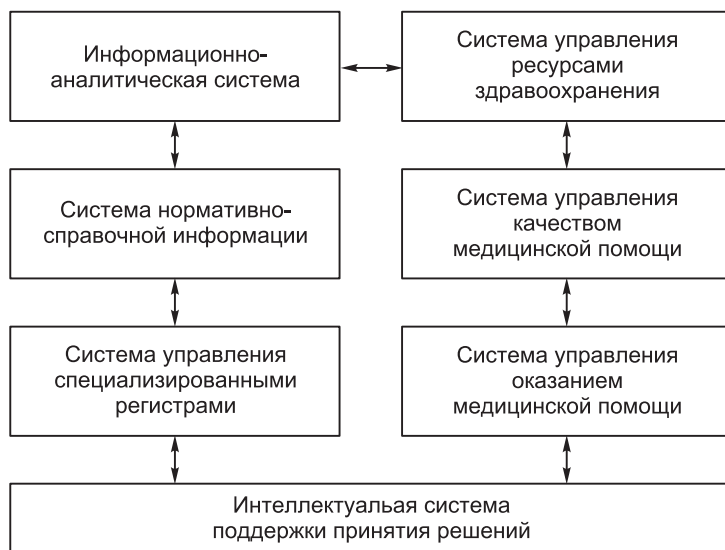 Информационно-
аналитическая система
Система управления
ресурсами
здравоохранения
Система нормативно-
справочной информации
Система управления
качеством
медицинской помощи
Система управления
специализированными
регистрами
Система управления
оказанием
медицинской помощи
Интеллектуальая система
поддержки принятия решений